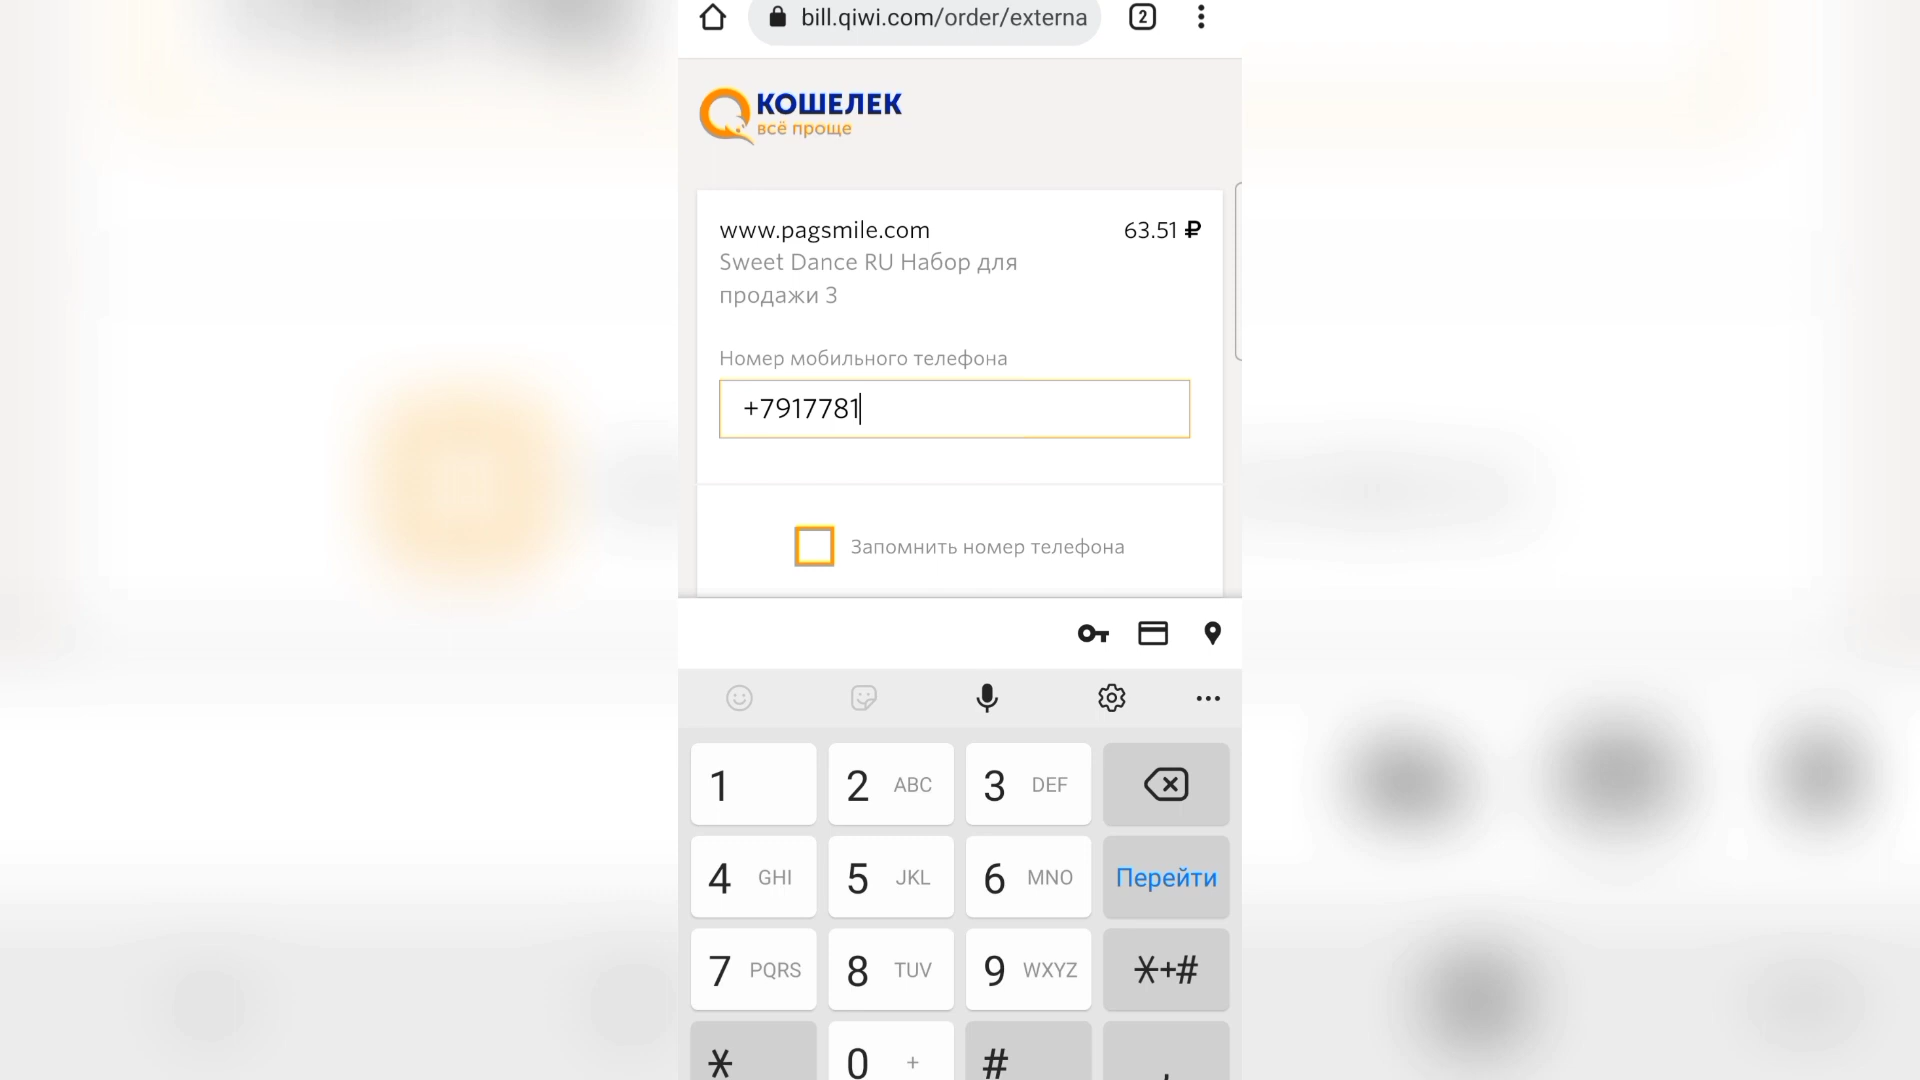 bill.qiwi.com/order/externa
2
КОШЕЛЕК
всё проще
www.pagsmile.com 63.51 ₽
Sweet Dance RU Набор для
продажи 3
Номер мобильного телефона
+7917781
Запомнить номер телефона
1 2 ABC 3 DEF
4 GHI 5 JKL 6 MNO Перейти
7 PQRS 8 TUV 9 WXYZ *+#
* 0 + #